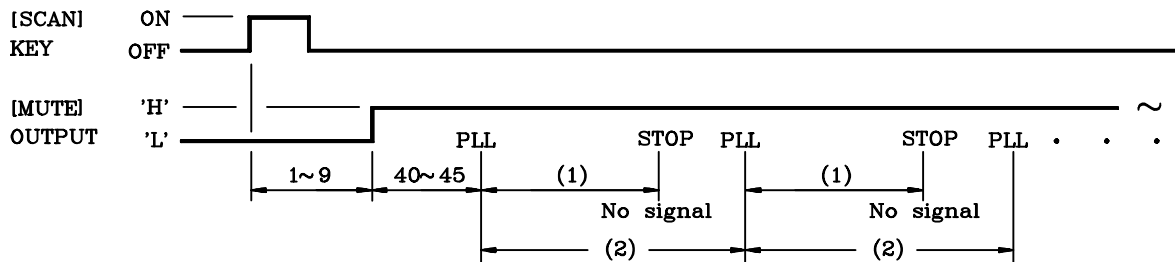 [SCAN] ON
KEY OFF
[MUTE] 'H'
OUTPUT 'L' PLL STOP PLL STOP PLL . . .
1~9 40~45 (1) (1)
No signal No signal
(2) (2)